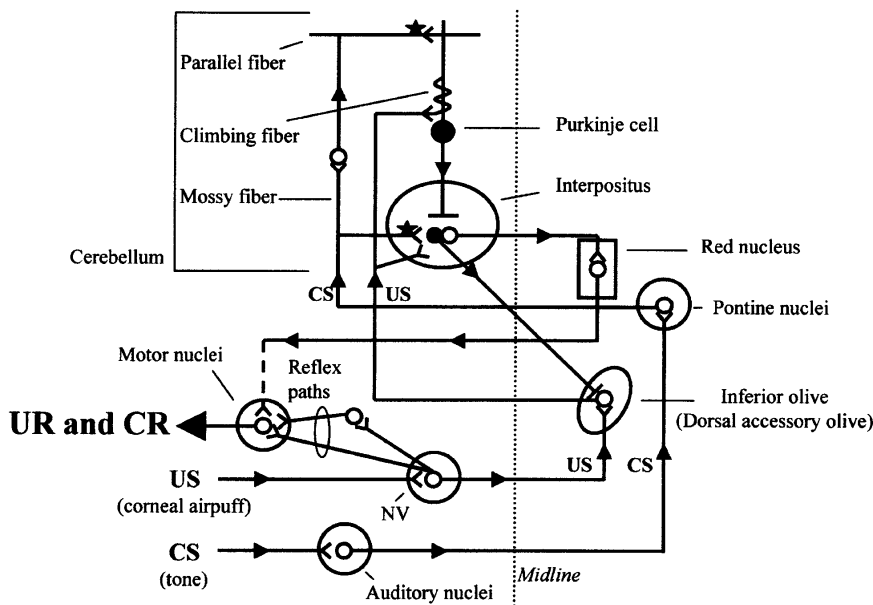 Parallel fiber
Climbing fiber
Purkinje cell
Interpositus
Mossy fiber
Red nucleus
Cerebellum
CS
US
Pontine nuclei
Motor nuclei
Reflex
paths
Inferior olive
(Dorsal accessory olive)
UR and CR
US
CS
US
(corneal airpuff)
NV
CS
(tone)
Auditory nuclei
Midline